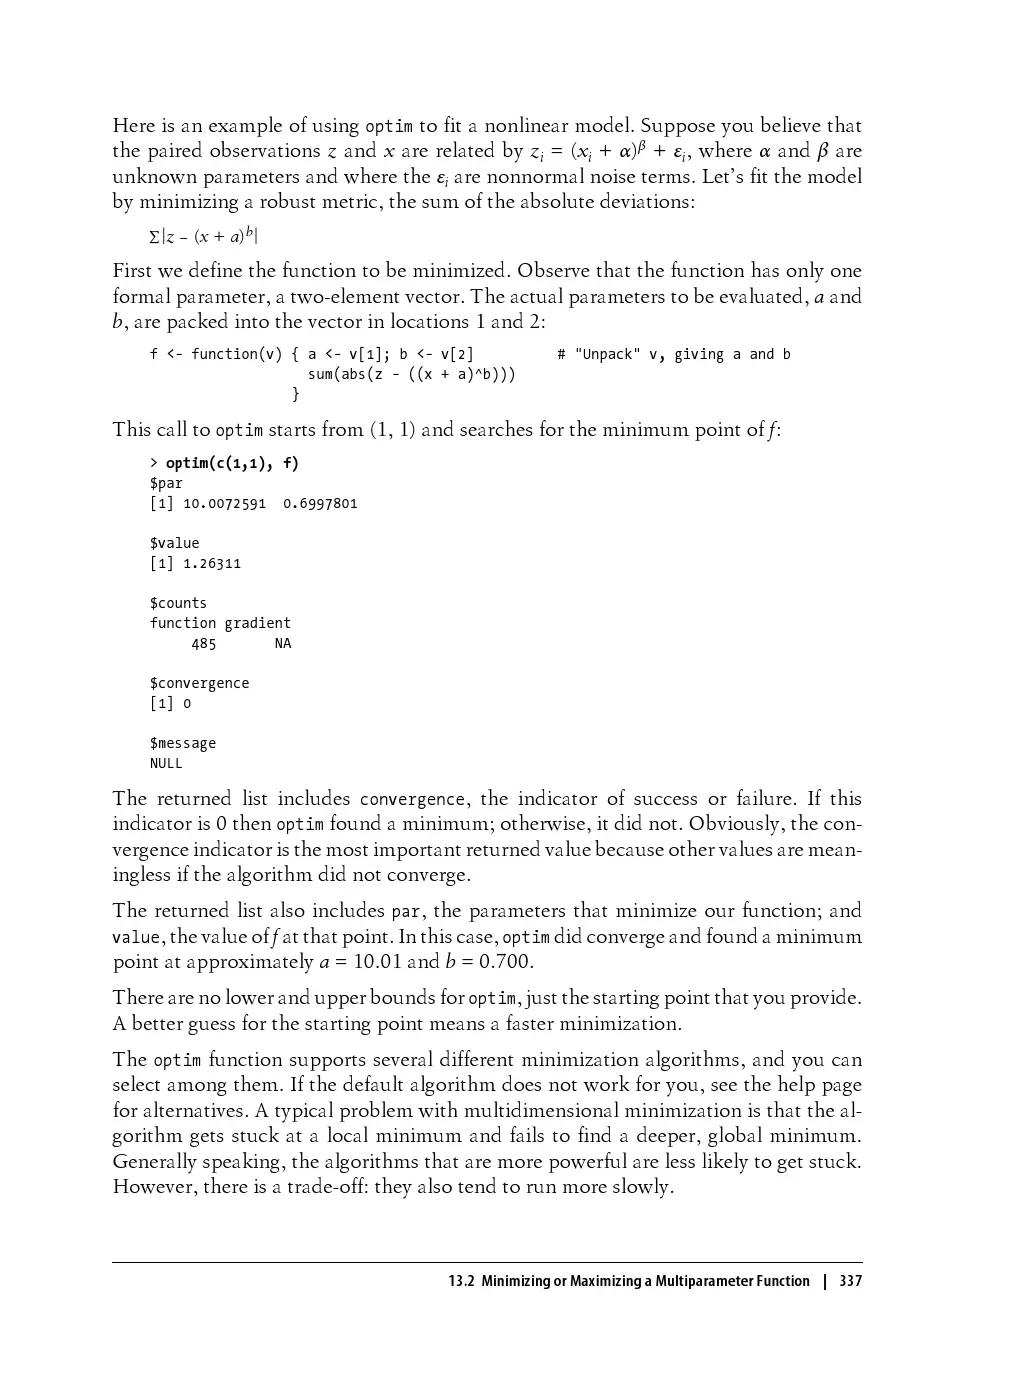 Here is an example of using optim to fit a nonlinear model. Suppose you believe that
the paired observations z and x are related by zᵢ = (xᵢ + α)^β + εᵢ, where α and β are
unknown parameters and where the εᵢ are nonnormal noise terms. Let’s fit the model
by minimizing a robust metric, the sum of the absolute deviations:
∑|z – (x + a)ᵇ|
First we define the function to be minimized. Observe that the function has only one
formal parameter, a two-element vector. The actual parameters to be evaluated, a and
b, are packed into the vector in locations 1 and 2:
f <- function(v) { a <- v[1]; b <- v[2]          # "Unpack" v, giving a and b
                   sum(abs(z - ((x + a)^b)))
                 }
This call to optim starts from (1, 1) and searches for the minimum point of f:
> optim(c(1,1), f)
$par
[1] 10.0072591  0.6997801
$value
[1] 1.26311
$counts
function gradient
     485       NA
$convergence
[1] 0
$message
NULL
The returned list includes convergence, the indicator of success or failure. If this
indicator is 0 then optim found a minimum; otherwise, it did not. Obviously, the con-
vergence indicator is the most important returned value because other values are mean-
ingless if the algorithm did not converge.
The returned list also includes par, the parameters that minimize our function; and
value, the value of f at that point. In this case, optim did converge and found a minimum
point at approximately a = 10.01 and b = 0.700.
There are no lower and upper bounds for optim, just the starting point that you provide.
A better guess for the starting point means a faster minimization.
The optim function supports several different minimization algorithms, and you can
select among them. If the default algorithm does not work for you, see the help page
for alternatives. A typical problem with multidimensional minimization is that the al-
gorithm gets stuck at a local minimum and fails to find a deeper, global minimum.
Generally speaking, the algorithms that are more powerful are less likely to get stuck.
However, there is a trade-off: they also tend to run more slowly.
13.2 Minimizing or Maximizing a Multiparameter Function | 337